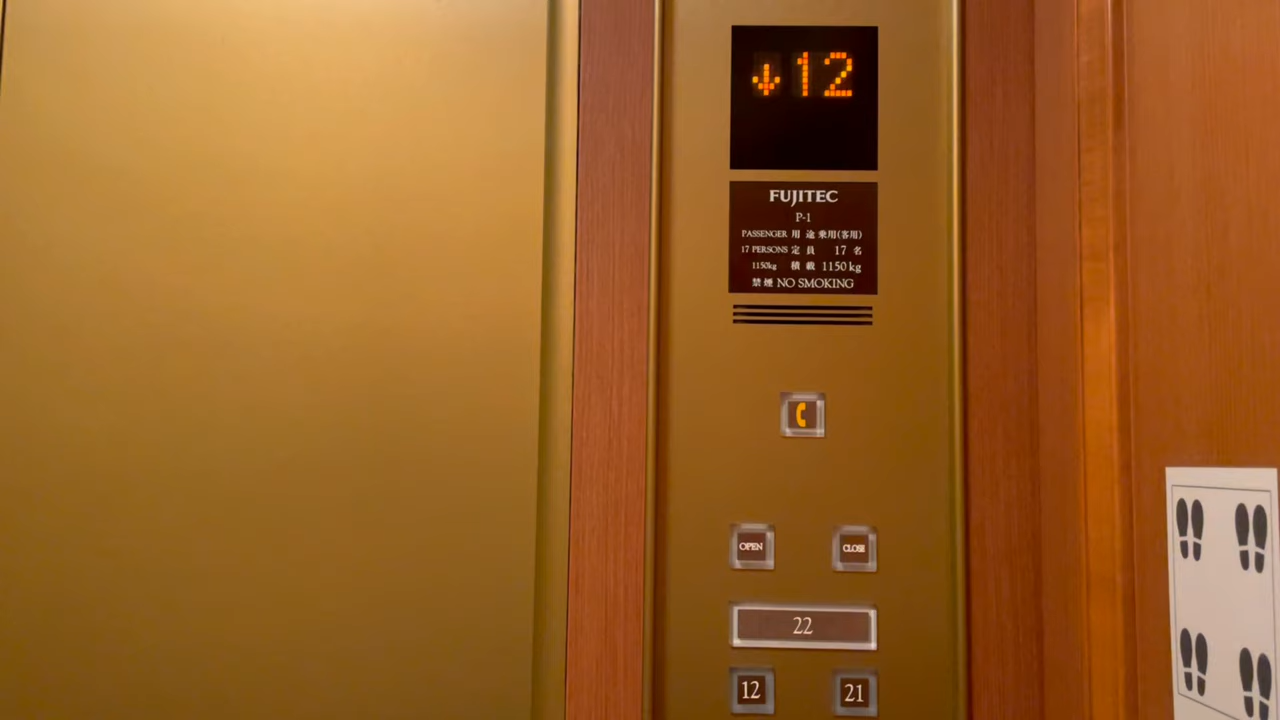 ↓12
FUJITEC
P-1
PASSENGER 用 途 乗用(客用)
17 PERSONS 定 員 17 名
1150kg 積 載 1150kg
禁煙 NO SMOKING
OPEN CLOSE
22
12 21